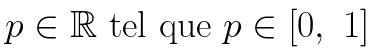 p ∈ ℝ tel que p ∈ [0, 1]